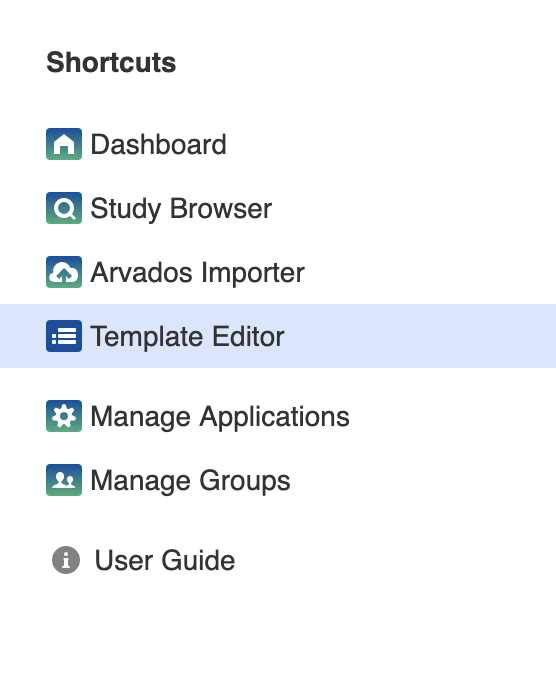 Shortcuts
Dashboard
Study Browser
Arvados Importer
Template Editor
Manage Applications
Manage Groups
User Guide